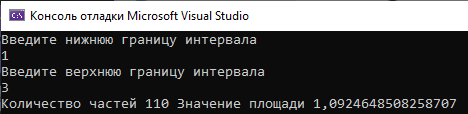 Консоль отладки Microsoft Visual Studio
Введите нижнюю границу интервала
1
Введите верхнюю границу интервала
3
Количество частей 110 Значение площади 1,0924648508258707